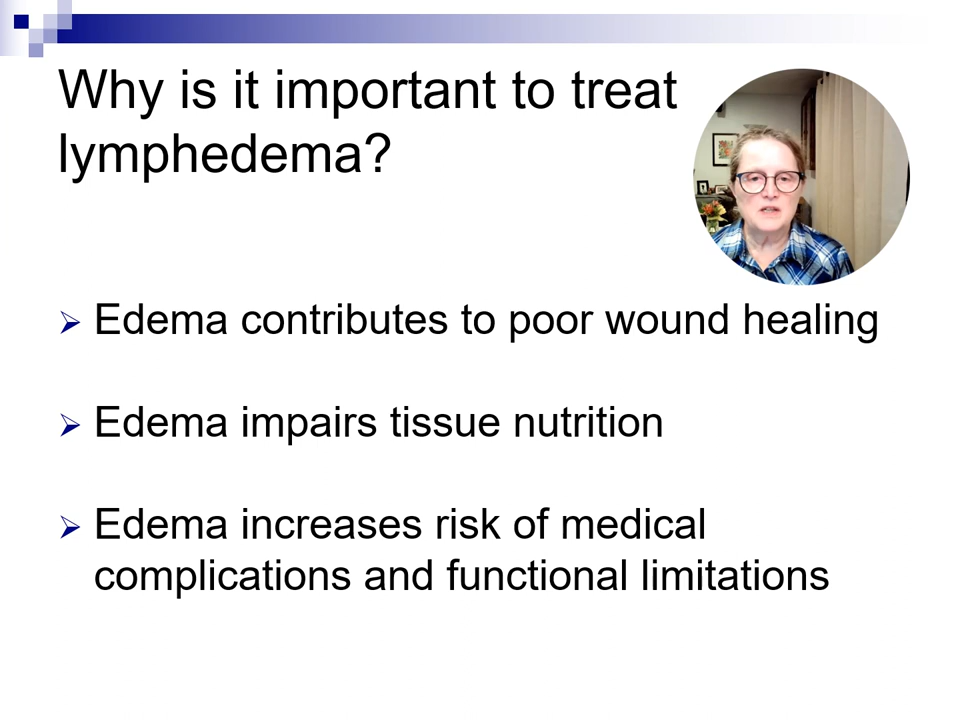 Why is it important to treat
lymphedema?
Edema contributes to poor wound healing
Edema impairs tissue nutrition
Edema increases risk of medical
complications and functional limitations